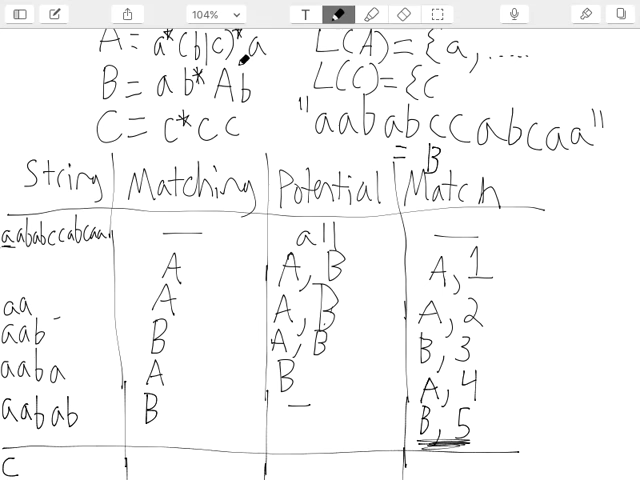 104%
T
A = a*(b|c)*a L(A) = {a, .....
B = ab*Ab L(C) = {c
C = c*cc "aababccabcaa"
= B
String Matching Potential Match
aababccabcaa — all —
A A, B A, 1
aa A A, B A, 2
aab B A, B B, 3
aaba A B A, 4
aabab B — B, 5
c